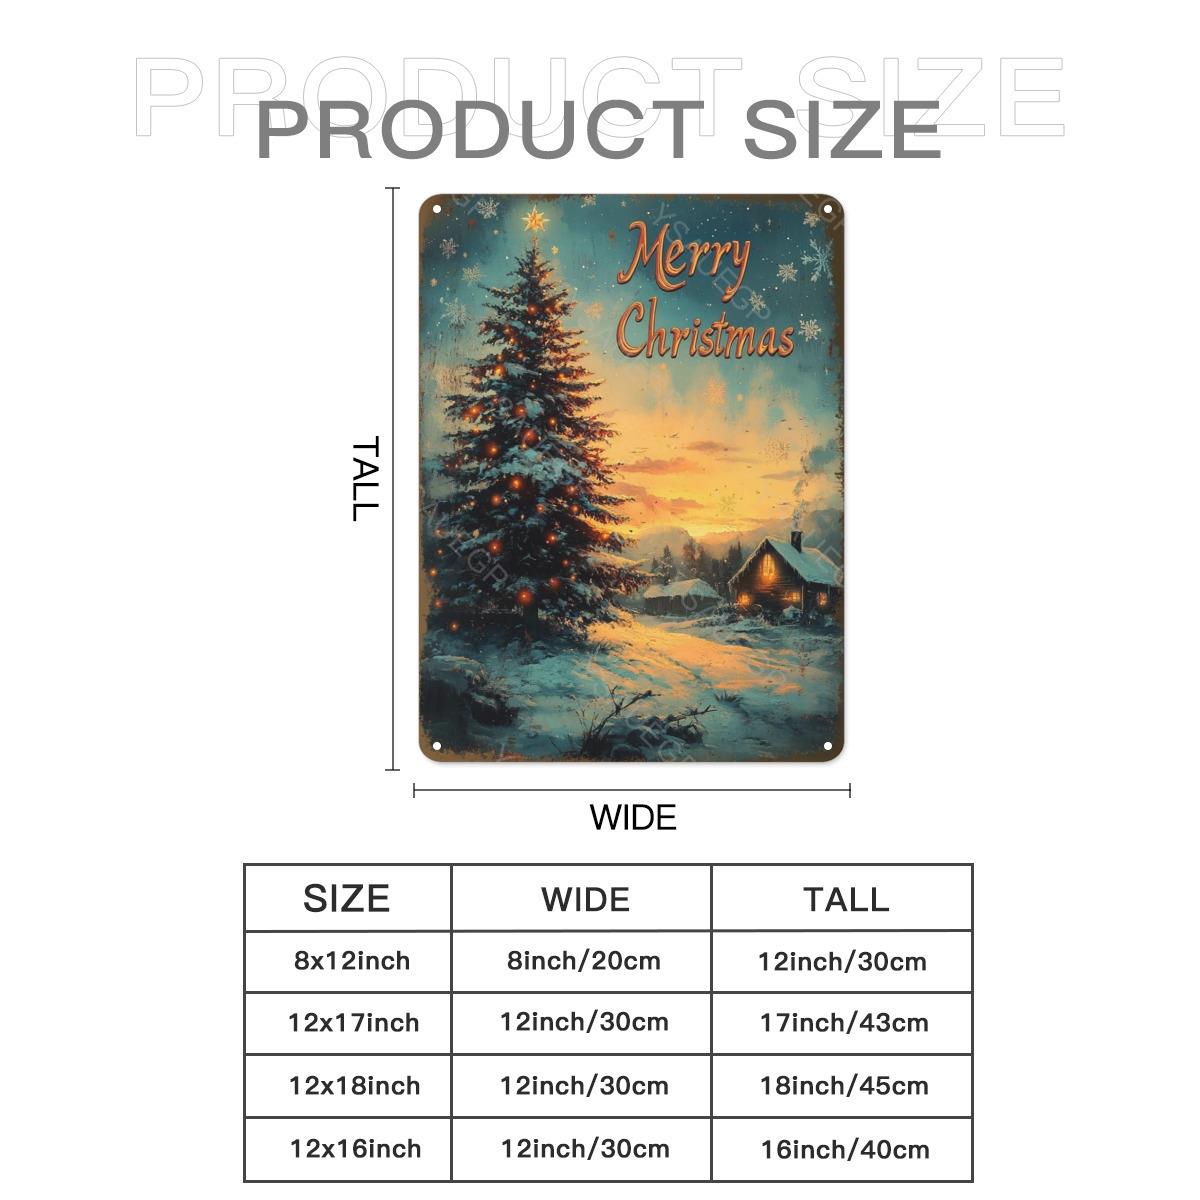 PRODUCT SIZE
PRODUCT SIZE
Merry
Christmas
TALL
WIDE
SIZE WIDE TALL
8x12inch 8inch/20cm 12inch/30cm
12x17inch 12inch/30cm 17inch/43cm
12x18inch 12inch/30cm 18inch/45cm
12x16inch 12inch/30cm 16inch/40cm